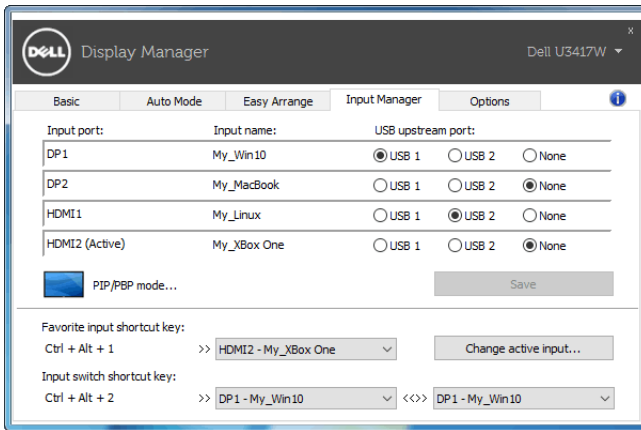 x
DELL Display Manager Dell U3417W
Basic Auto Mode Easy Arrange Input Manager Options i
Input port: Input name: USB upstream port:
DP1 My_Win10 USB 1 USB 2 None
DP2 My_MacBook USB 1 USB 2 None
HDMI1 My_Linux USB 1 USB 2 None
HDMI2 (Active) My_XBox One USB 1 USB 2 None
PIP/PBP mode... Save
Favorite input shortcut key:
Ctrl + Alt + 1 >> HDMI2 - My_XBox One Change active input...
Input switch shortcut key:
Ctrl + Alt + 2 >> DP1 - My_Win10 <<>> DP1 - My_Win10